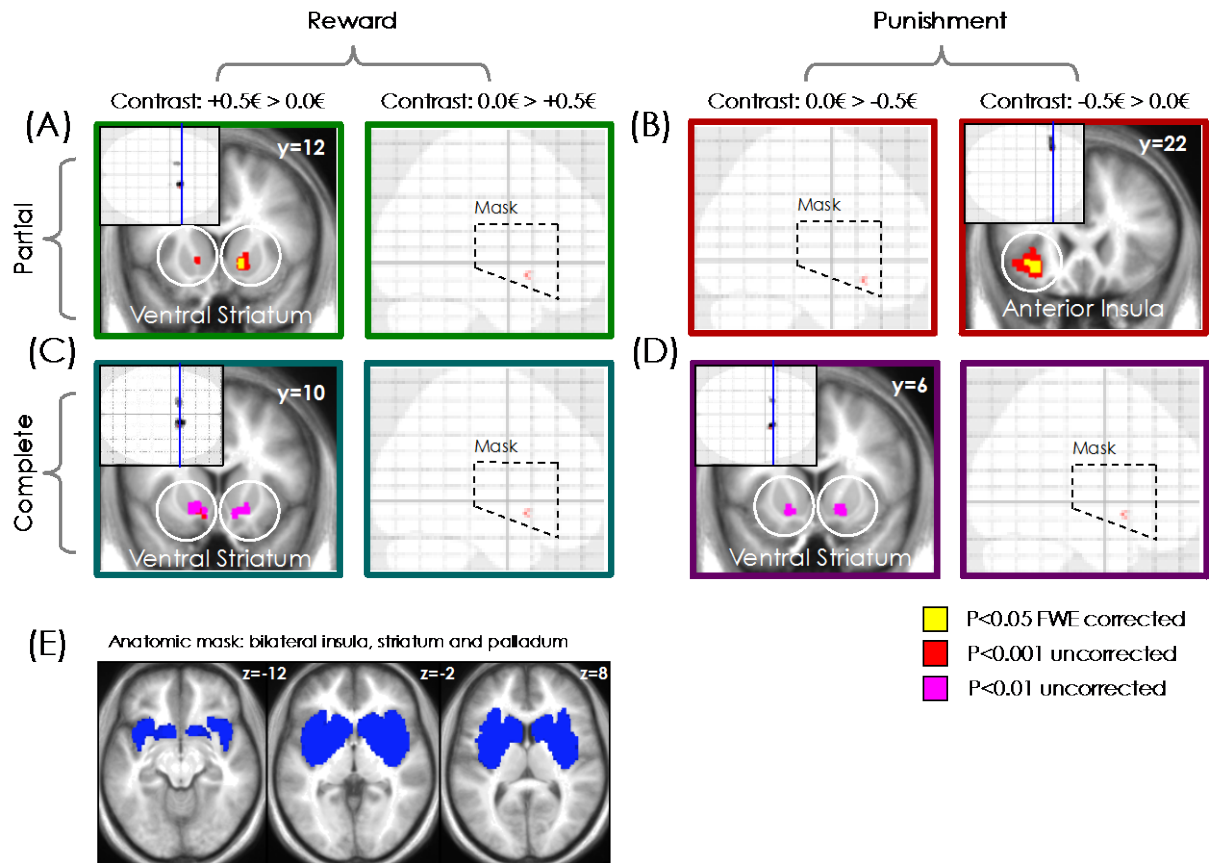 Reward
Punishment
Contrast: +0.5€ > 0.0€
Contrast: 0.0€ > +0.5€
Contrast: 0.0€ > -0.5€
Contrast: -0.5€ > 0.0€
(A)
(B)
Partial
y=12
Ventral Striatum
Mask
Mask
y=22
Anterior Insula
(C)
(D)
Complete
y=10
Ventral Striatum
Mask
y=6
Ventral Striatum
Mask
P<0.05 FWE corrected
P<0.001 uncorrected
P<0.01 uncorrected
(E)
Anatomic mask: bilateral insula, striatum and palladum
z=-12
z=-2
z=8